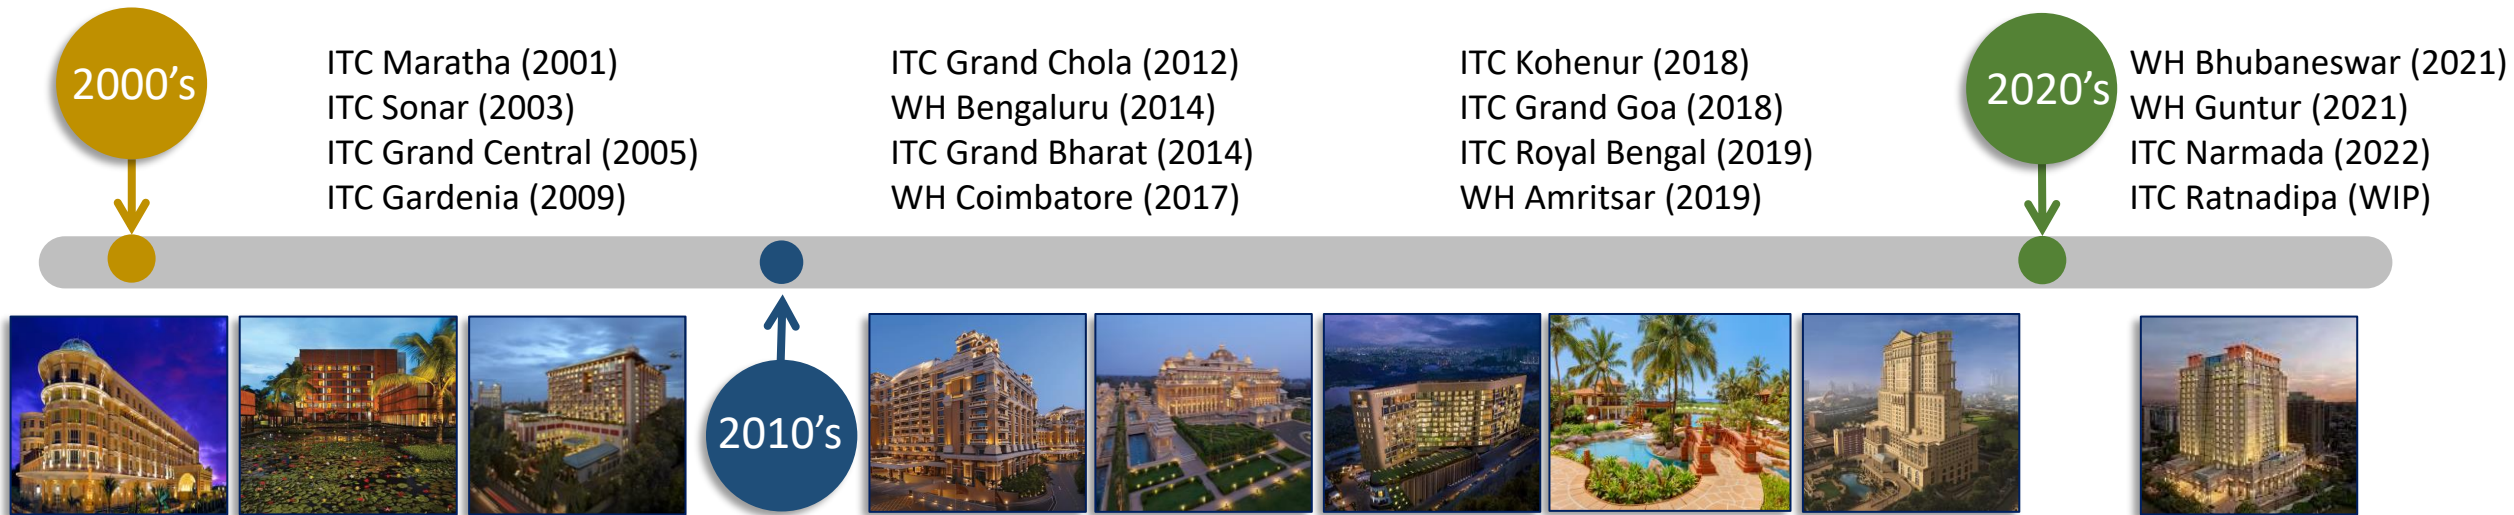 2000's
ITC Maratha (2001)
ITC Sonar (2003)
ITC Grand Central (2005)
ITC Gardenia (2009)
2010's
ITC Grand Chola (2012)
WH Bengaluru (2014)
ITC Grand Bharat (2014)
WH Coimbatore (2017)
ITC Kohenur (2018)
ITC Grand Goa (2018)
ITC Royal Bengal (2019)
WH Amritsar (2019)
2020's
WH Bhubaneswar (2021)
WH Guntur (2021)
ITC Narmada (2022)
ITC Ratnadipa (WIP)